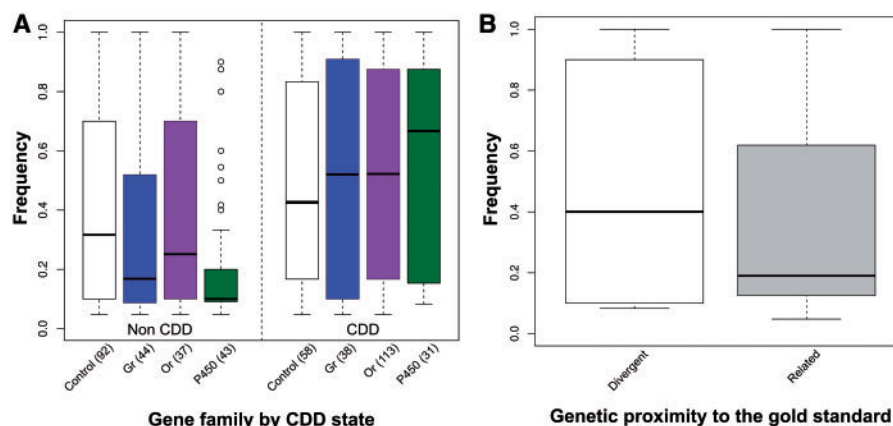 A
Frequency
1.0
0.8
0.6
0.4
0.2
0.0
Non CDD
CDD
Control (92)
Gr (44)
Or (37)
P450 (43)
Control (58)
Gr (38)
Or (113)
P450 (31)
Gene family by CDD state
B
Frequency
1.0
0.8
0.6
0.4
0.2
0.0
Divergent
Related
Genetic proximity to the gold standard